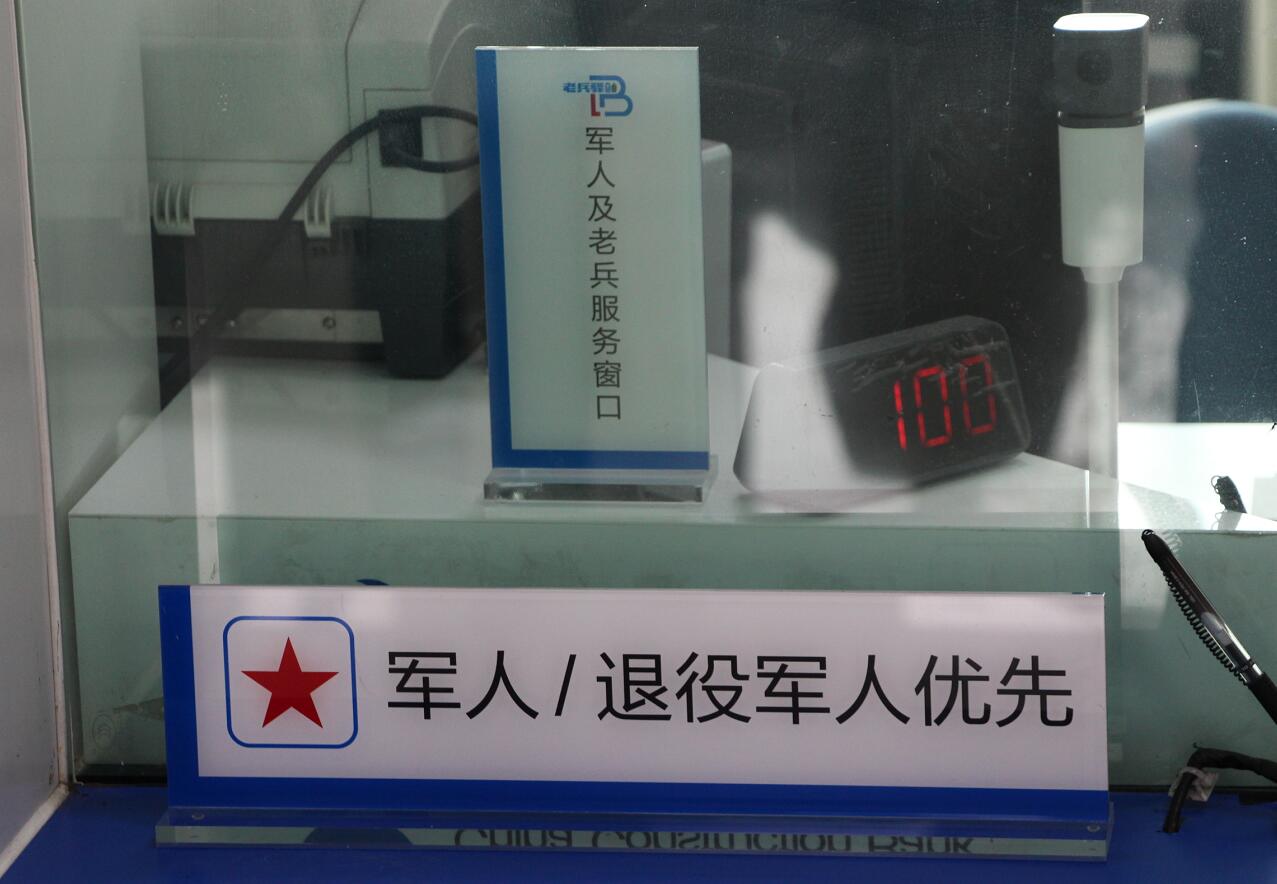 老兵驿站
军人及老兵服务窗口
100
军人/退役军人优先
China Construction Bank